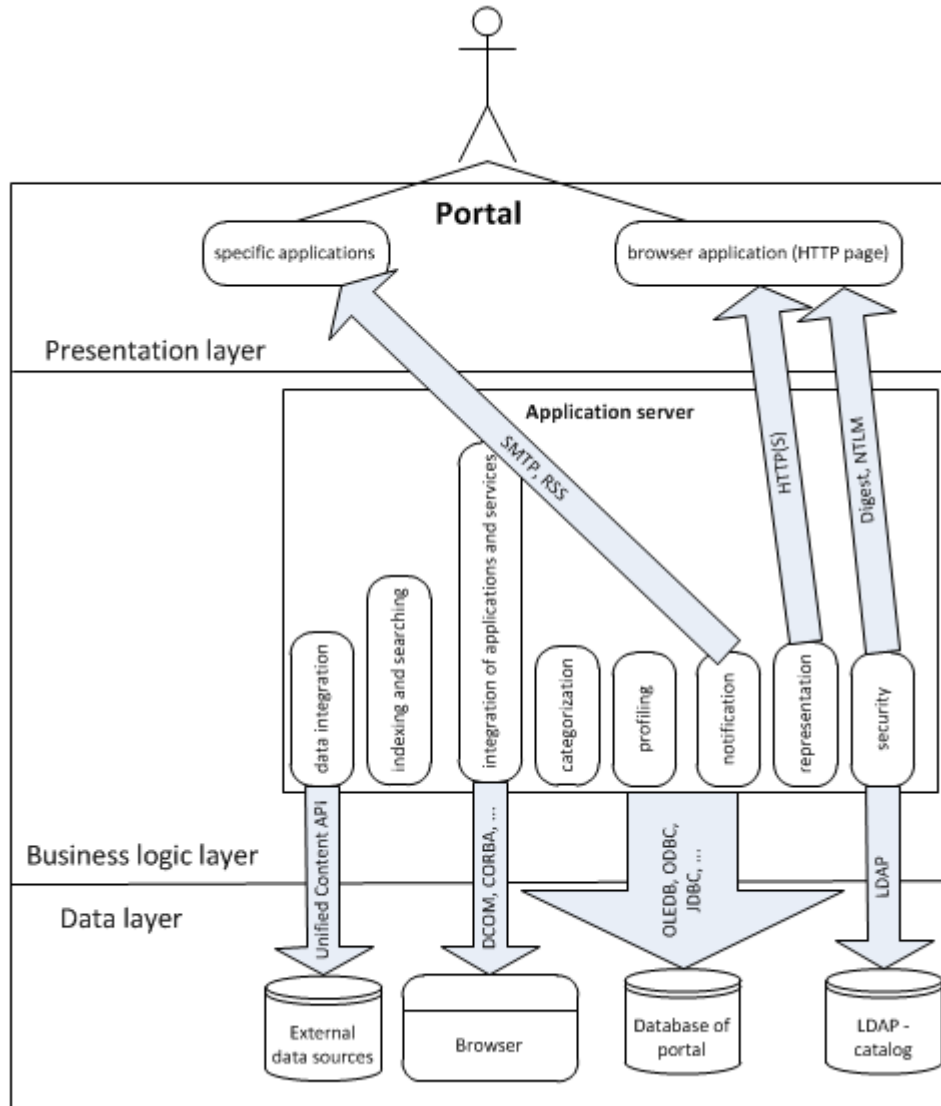 Portal
specific applications
browser application (HTTP page)
Presentation layer
Application server
SMTP, RSS
HTTP(S)
Digest, NTLM
data integration
indexing and searching
integration of applications and services
categorization
profiling
notification
representation
security
Business logic layer
Unified Content API
DCOM, CORBA, ...
OLEDB, ODBC,
JDBC, ...
LDAP
Data layer
External
data sources
Browser
Database of
portal
LDAP -
catalog